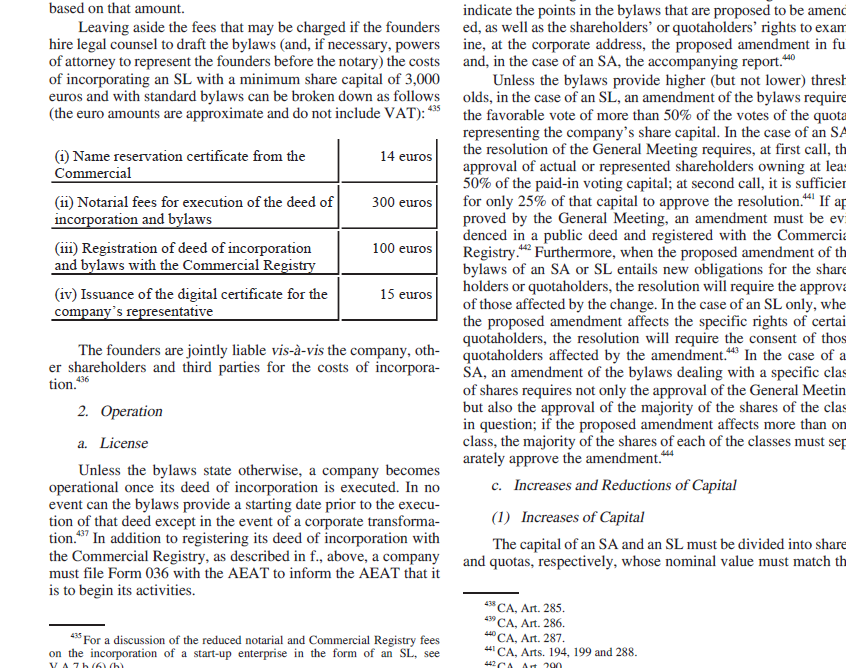 based on that amount.
Leaving aside the fees that may be charged if the founders
hire legal counsel to draft the bylaws (and, if necessary, powers
of attorney to represent the founders before the notary) the costs
of incorporating an SL with a minimum share capital of 3,000
euros and with standard bylaws can be broken down as follows
(the euro amounts are approximate and do not include VAT): 435
(i) Name reservation certificate from the
Commercial
14 euros
(ii) Notarial fees for execution of the deed of
incorporation and bylaws
300 euros
(iii) Registration of deed of incorporation
and bylaws with the Commercial Registry
100 euros
(iv) Issuance of the digital certificate for the
company's representative
15 euros
The founders are jointly liable vis-à-vis the company, oth-
er shareholders and third parties for the costs of incorpora-
tion.436
2. Operation
a. License
Unless the bylaws state otherwise, a company becomes
operational once its deed of incorporation is executed. In no
event can the bylaws provide a starting date prior to the execu-
tion of that deed except in the event of a corporate transforma-
tion.437 In addition to registering its deed of incorporation with
the Commercial Registry, as described in f., above, a company
must file Form 036 with the AEAT to inform the AEAT that it
is to begin its activities.
435 For a discussion of the reduced notarial and Commercial Registry fees
on the incorporation of a start-up enterprise in the form of an SL, see
V.A.7.b.(6).(b).
indicate the points in the bylaws that are proposed to be amend
ed, as well as the shareholders' or quotaholders' rights to exam
ine, at the corporate address, the proposed amendment in fu
and, in the case of an SA, the accompanying report.440
Unless the bylaws provide higher (but not lower) thresh
olds, in the case of an SL, an amendment of the bylaws require
the favorable vote of more than 50% of the votes of the quota
representing the company's share capital. In the case of an SA
the resolution of the General Meeting requires, at first call, th
approval of actual or represented shareholders owning at leas
50% of the paid-in voting capital; at second call, it is sufficien
for only 25% of that capital to approve the resolution.441 If ap
proved by the General Meeting, an amendment must be evi
denced in a public deed and registered with the Commercia
Registry.442 Furthermore, when the proposed amendment of th
bylaws of an SA or SL entails new obligations for the share
holders or quotaholders, the resolution will require the approva
of those affected by the change. In the case of an SL only, whe
the proposed amendment affects the specific rights of certai
quotaholders, the resolution will require the consent of thos
quotaholders affected by the amendment.443 In the case of a
SA, an amendment of the bylaws dealing with a specific clas
of shares requires not only the approval of the General Meetin
but also the approval of the majority of the shares of the clas
in question; if the proposed amendment affects more than on
class, the majority of the shares of each of the classes must sep
arately approve the amendment.444
c. Increases and Reductions of Capital
(1) Increases of Capital
The capital of an SA and an SL must be divided into share
and quotas, respectively, whose nominal value must match th
438 CA, Art. 285.
439 CA, Art. 286.
440 CA, Art. 287.
441 CA, Arts. 194, 199 and 288.
442 CA, Art. 290.